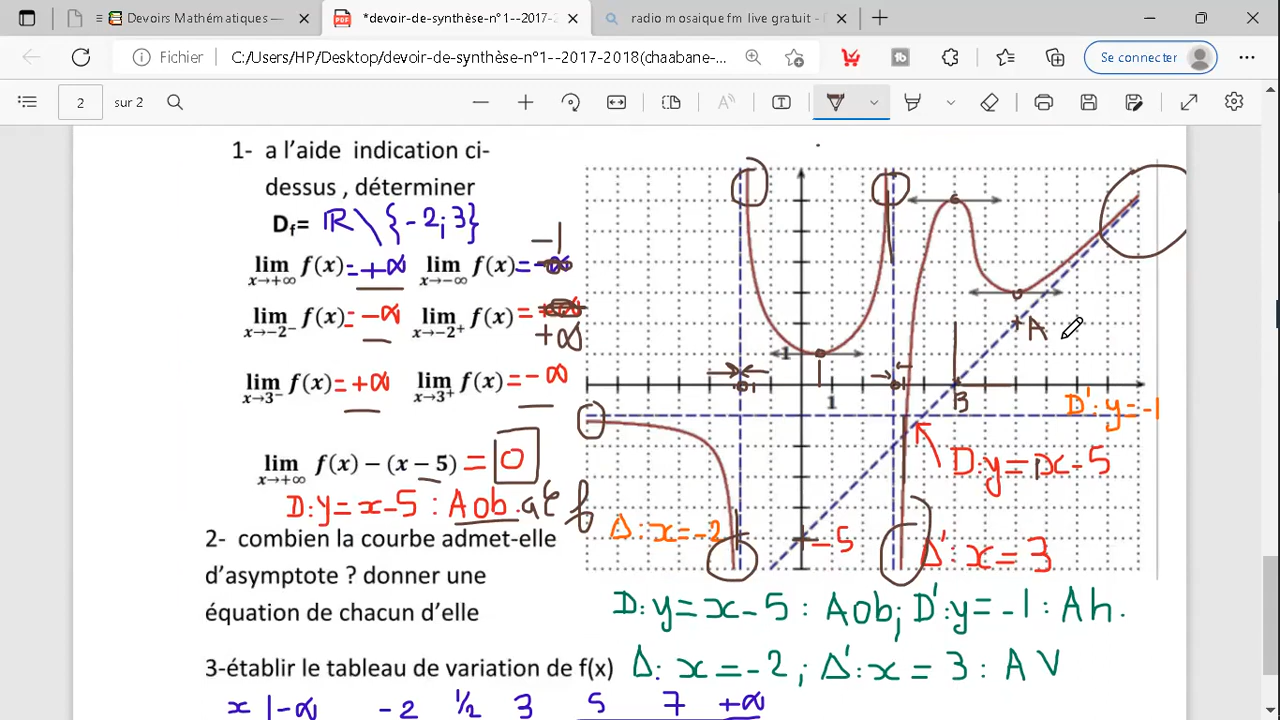 Devoirs Mathématiques —
*devoir-de-synthèse-n°1--2017-2
radio mosaique fm live gratuit -
Fichien C:/Users/HP/Desktop/devoir-de-synthèse-n°1--2017-2018(chaabane-...
Se connecter
2 sur 2
1- a l'aide indication ci-
dessus , déterminer
Df= ℝ \ {-2; 3}
-1
lim x→+∞ f(x) = +∞ lim x→-∞ f(x) =
lim x→-2⁻ f(x) = -∞ lim x→-2⁺ f(x) =
+∞
lim x→3⁻ f(x) = +∞ lim x→3⁺ f(x) = -∞
lim x→+∞ f(x) − (x − 5) = 0
D: y = x - 5 : A ob. à ζf
2- combien la courbe admet-elle
d'asymptote ? donner une
équation de chacun d'elle
3-établir le tableau de variation de f(x)
x | -∞ -2 1/2 3 5 7 +∞
1
1
A
B
D': y = -1
D: y = x - 5
Δ: x = -2
-5
Δ': x = 3
D: y = x - 5 : A ob; D': y = -1 : A h.
Δ: x = -2 ; Δ': x = 3 : A V